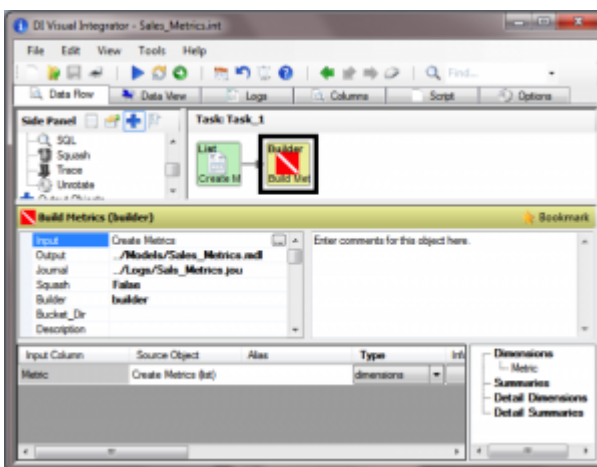 DI Visual Integrator - Sales_Metrics.int
File Edit View Tools Help
Find...
Data Flow Data View Logs Columns Script Options
Side Panel
Task: Task_1
SQL
Squash
Trace
Unrotate
Output Objects
List
Create M
Builder
Build Met
Build Metrics (builder)
Bookmark
Input Create Metrics
Output ../Models/Sales_Metrics.mdl
Journal ../Logs/Sals_Metrics.jou
Squash False
Builder builder
Bucket_Dir
Description
Enter comments for this object here.
Input Column Source Object Alias Type
Metric Create Metrics (list) dimensions
Dimensions
Metric
Summaries
Detail Dimensions
Detail Summaries